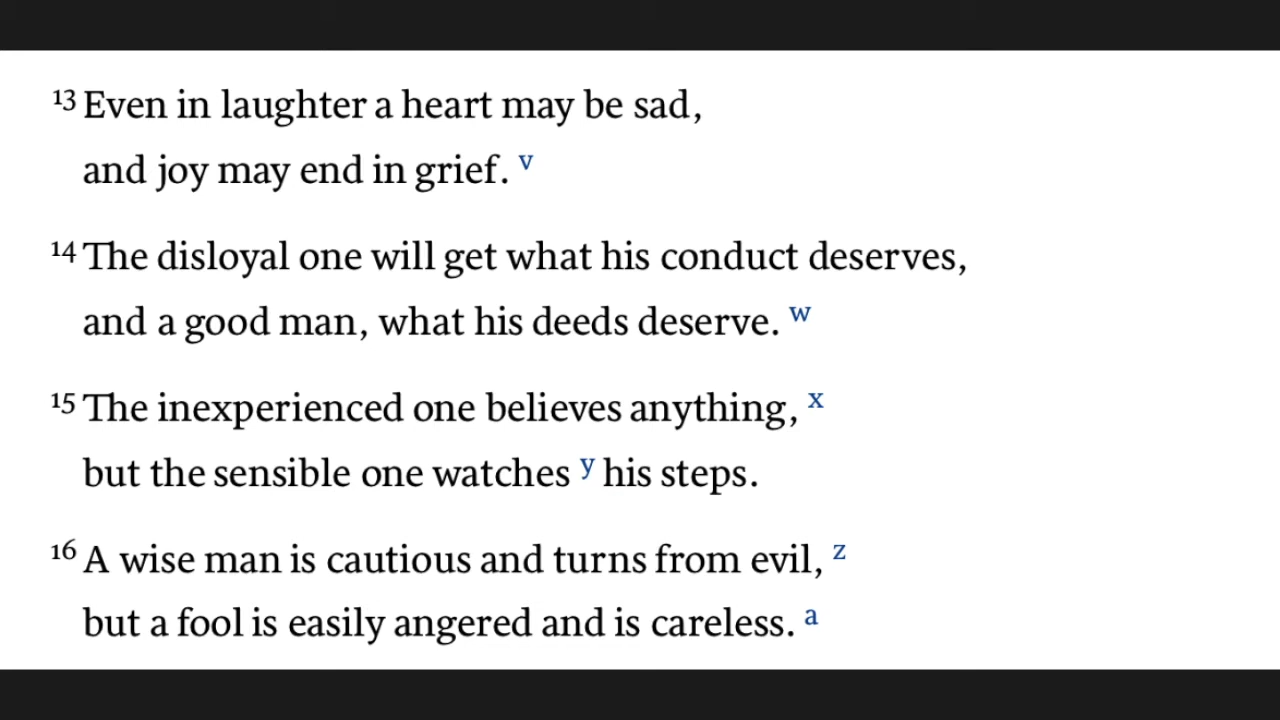 13 Even in laughter a heart may be sad,
and joy may end in grief. v
14 The disloyal one will get what his conduct deserves,
and a good man, what his deeds deserve. w
15 The inexperienced one believes anything, x
but the sensible one watches y his steps.
16 A wise man is cautious and turns from evil, z
but a fool is easily angered and is careless. a